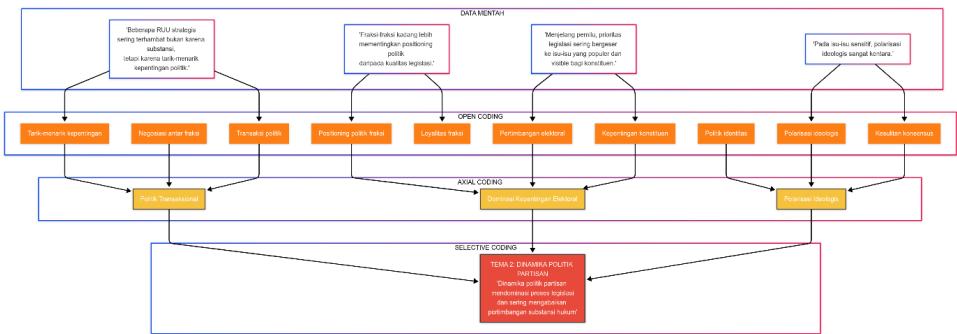 DATA MENTAH
'Beberapa RUU strategis
sering terhambat bukan karena
substansi,
tetapi karena tarik-menarik
kepentingan politik.'
'Fraksi-fraksi kadang lebih
mementingkan positioning
politik
daripada kualitas legislasi.'
'Menjelang pemilu, prioritas
legislasi sering bergeser
ke isu-isu yang populer dan
visible bagi konstituen.'
'Pada isu-isu sensitif, polarisasi
ideologis sangat kentara.'
OPEN CODING
Tarik-menarik kepentingan
Negosiasi antar fraksi
Transaksi politik
Positioning politik fraksi
Loyalitas fraksi
Pertimbangan elektoral
Kepentingan konstituen
Politik identitas
Polarisasi ideologis
Kesulitan konsensus
AXIAL CODING
Politik Transaksional
Dominasi Kepentingan Elektoral
Polarisasi Ideologis
SELECTIVE CODING
TEMA 2: DINAMIKA POLITIK
PARTISAN
'Dinamika politik partisan
mendominasi proses legislasi
dan sering mengabaikan
pertimbangan substansi hukum'